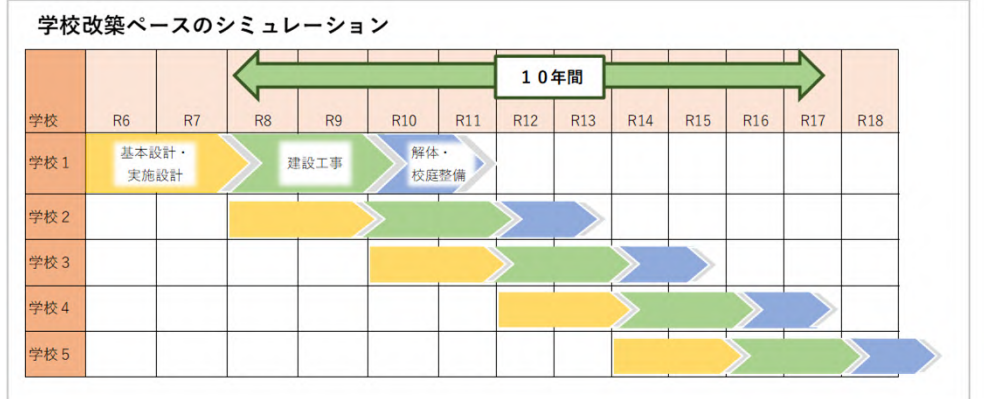 学校改築ペースのシミュレーション
10年間
学校 R6 R7 R8 R9 R10 R11 R12 R13 R14 R15 R16 R17 R18
学校1
基本設計・
実施設計
建設工事
解体・
校庭整備
学校2
学校3
学校4
学校5